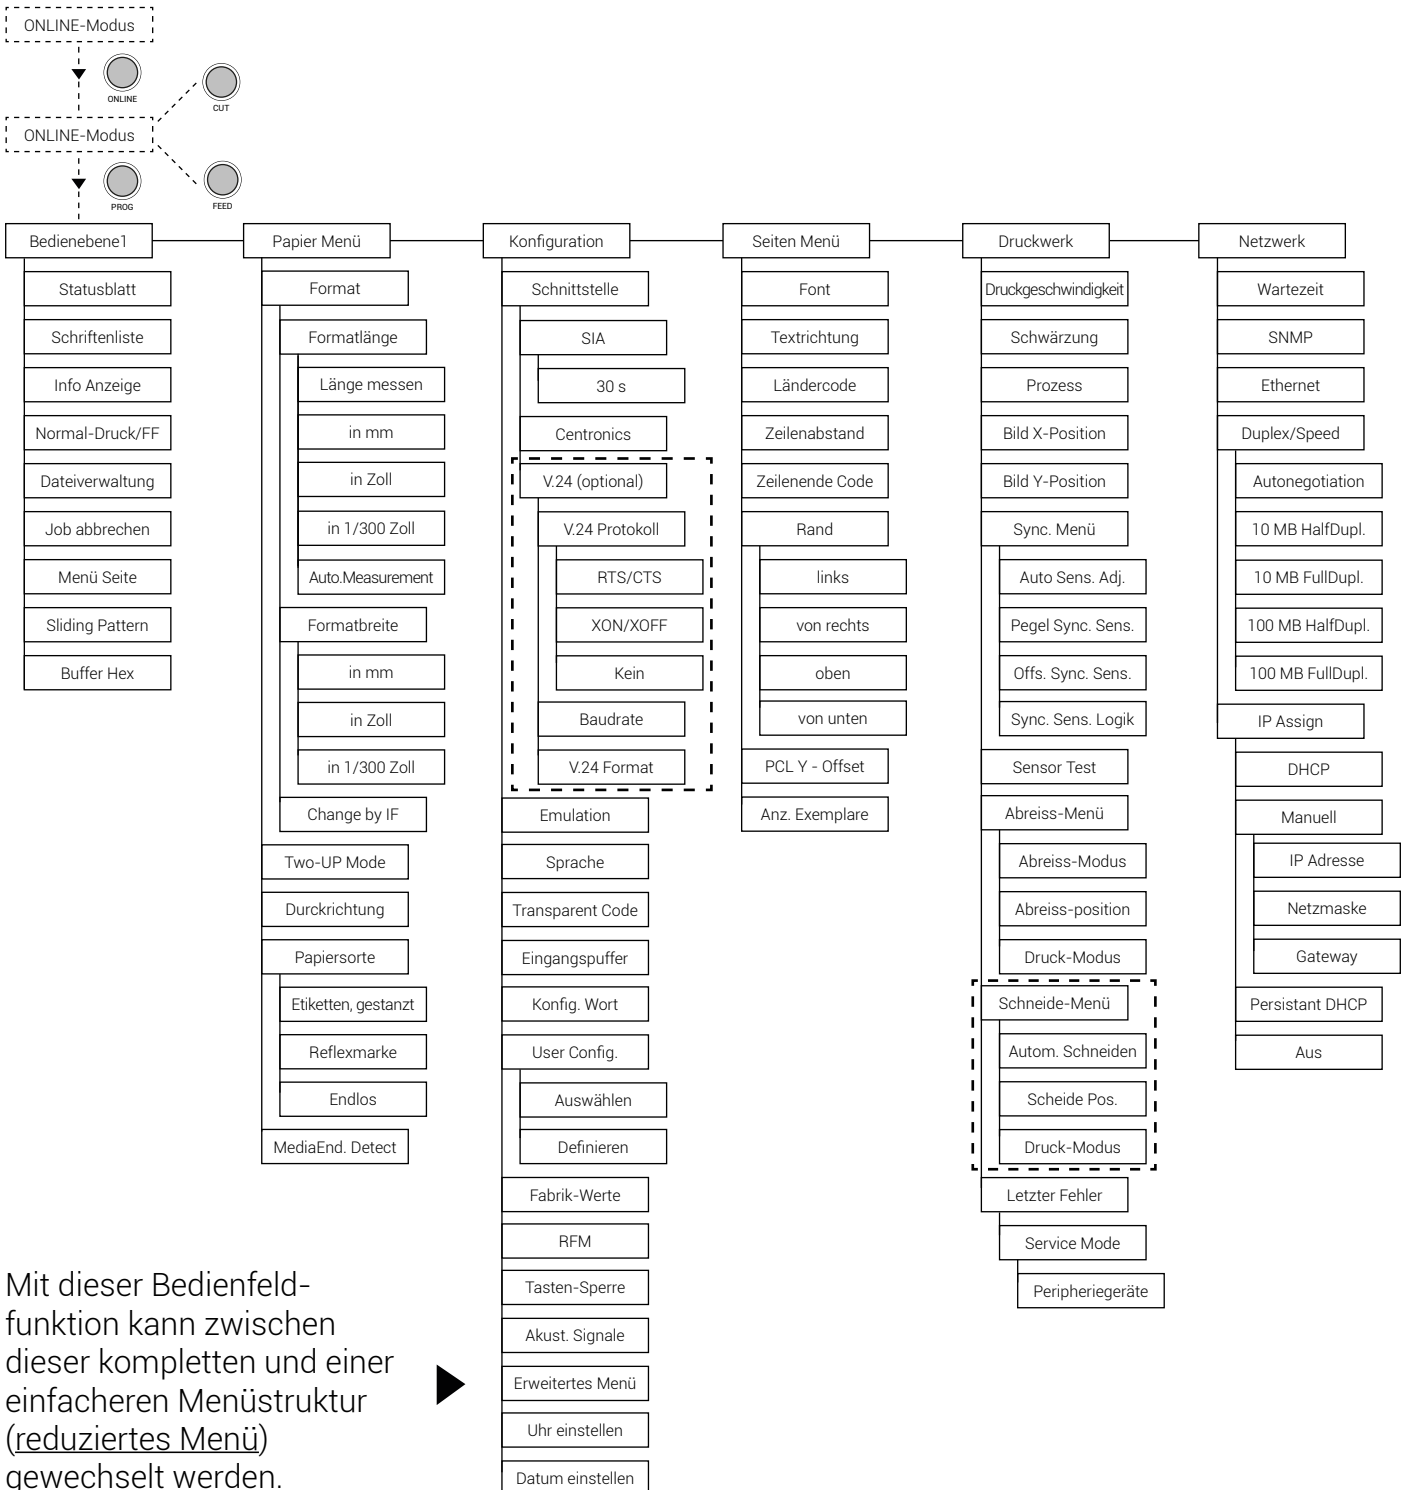 ONLINE-Modus
ONLINE
CUT
ONLINE-Modus
PROG
FEED
Bedienebene1
Statusblatt
Schriftenliste
Info Anzeige
Normal-Druck/FF
Dateiverwaltung
Job abbrechen
Menü Seite
Sliding Pattern
Buffer Hex
Papier Menü
Format
Formatlänge
Länge messen
in mm
in Zoll
in 1/300 Zoll
Auto.Measurement
Formatbreite
in mm
in Zoll
in 1/300 Zoll
Change by IF
Two-UP Mode
Durckrichtung
Papiersorte
Etiketten, gestanzt
Reflexmarke
Endlos
MediaEnd. Detect
Konfiguration
Schnittstelle
SIA
30 s
Centronics
V.24 (optional)
V.24 Protokoll
RTS/CTS
XON/XOFF
Kein
Baudrate
V.24 Format
Emulation
Sprache
Transparent Code
Eingangspuffer
Konfig. Wort
User Config.
Auswählen
Definieren
Fabrik-Werte
RFM
Tasten-Sperre
Akust. Signale
Erweitertes Menü
Uhr einstellen
Datum einstellen
Seiten Menü
Font
Textrichtung
Ländercode
Zeilenabstand
Zeilenende Code
Rand
links
von rechts
oben
von unten
PCL Y - Offset
Anz. Exemplare
Druckwerk
Druckgeschwindigkeit
Schwärzung
Prozess
Bild X-Position
Bild Y-Position
Sync. Menü
Auto Sens. Adj.
Pegel Sync. Sens.
Offs. Sync. Sens.
Sync. Sens. Logik
Sensor Test
Abreiss-Menü
Abreiss-Modus
Abreiss-position
Druck-Modus
Schneide-Menü
Autom. Schneiden
Scheide Pos.
Druck-Modus
Letzter Fehler
Service Mode
Peripheriegeräte
Netzwerk
Wartezeit
SNMP
Ethernet
Duplex/Speed
Autonegotiation
10 MB HalfDupl.
10 MB FullDupl.
100 MB HalfDupl.
100 MB FullDupl.
IP Assign
DHCP
Manuell
IP Adresse
Netzmaske
Gateway
Persistant DHCP
Aus
Mit dieser Bedienfeld-
funktion kann zwischen
dieser kompletten und einer
einfacheren Menüstruktur
(reduziertes Menü)
gewechselt werden.